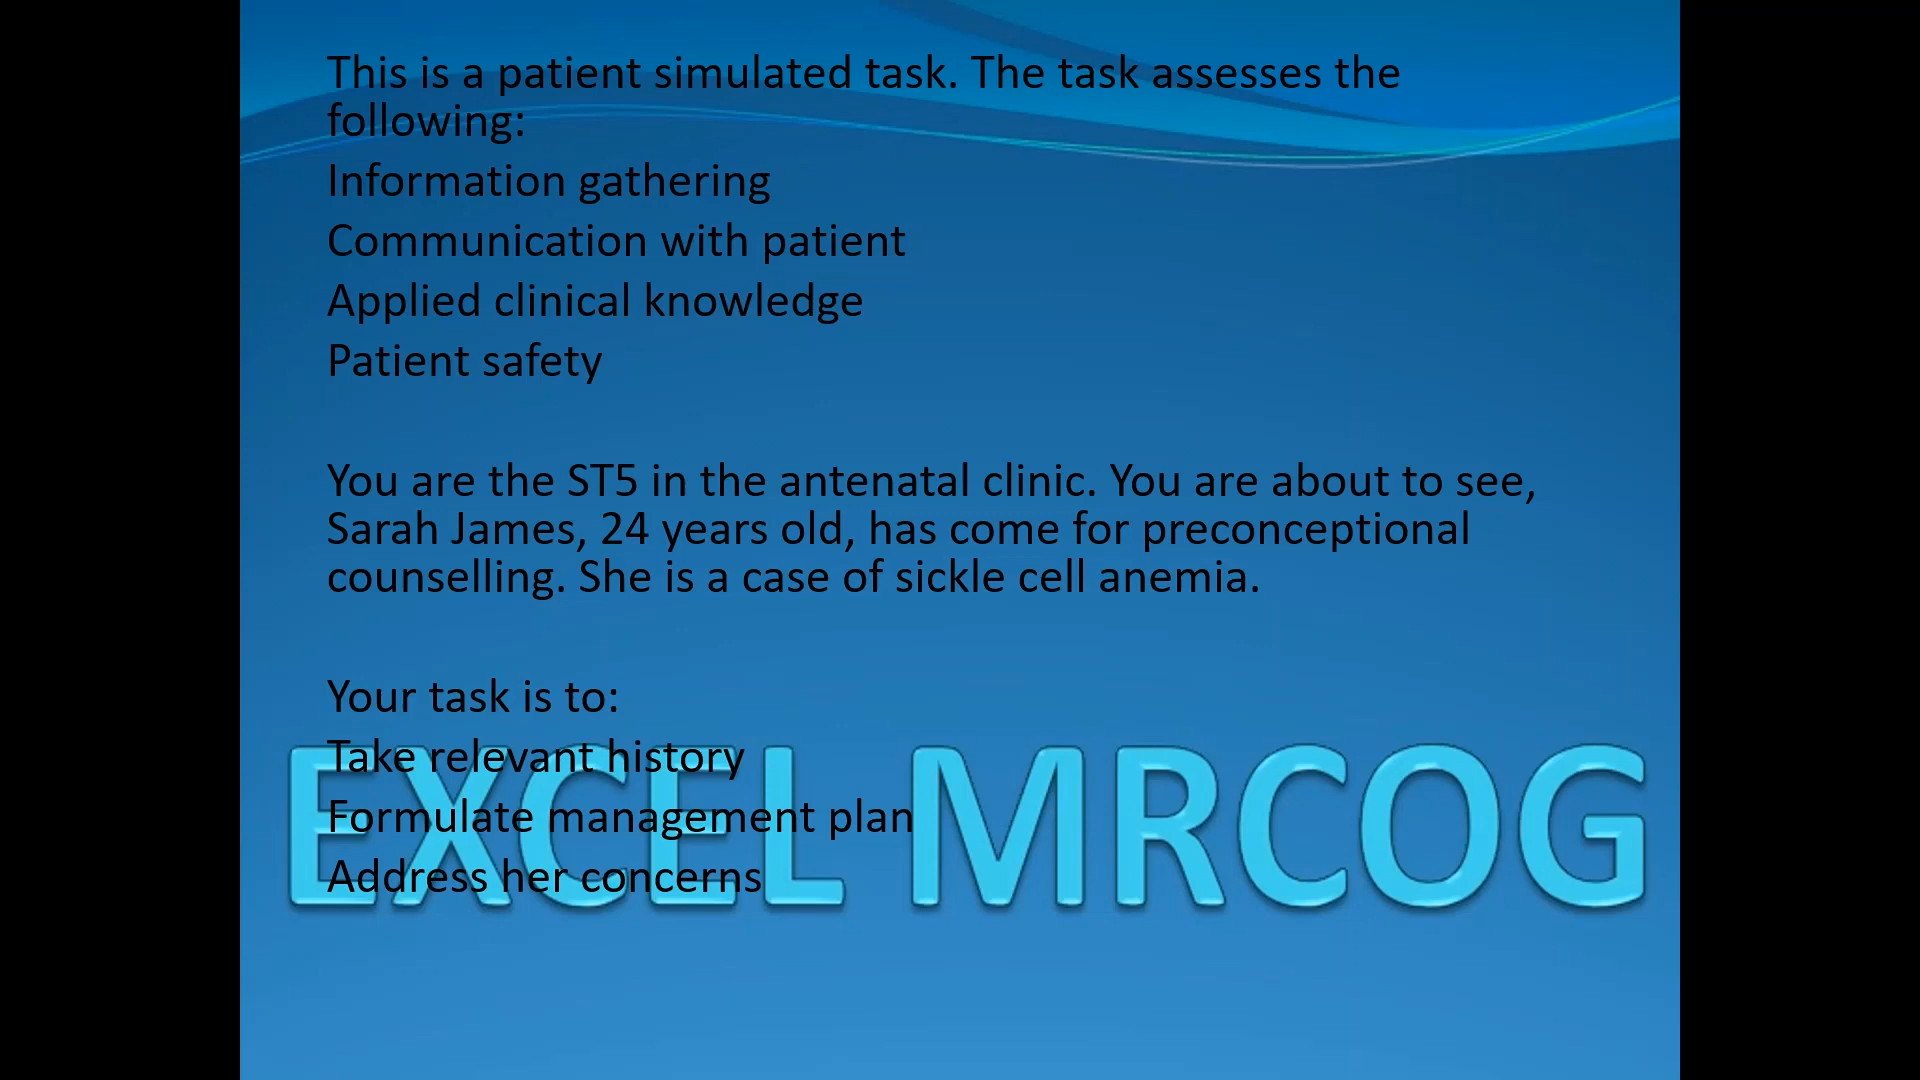 This is a patient simulated task. The task assesses the
following:
Information gathering
Communication with patient
Applied clinical knowledge
Patient safety
You are the ST5 in the antenatal clinic. You are about to see,
Sarah James, 24 years old, has come for preconceptional
counselling. She is a case of sickle cell anemia.
Your task is to:
Take relevant history
Formulate management plan
Address her concerns
EXCEL MRCOG